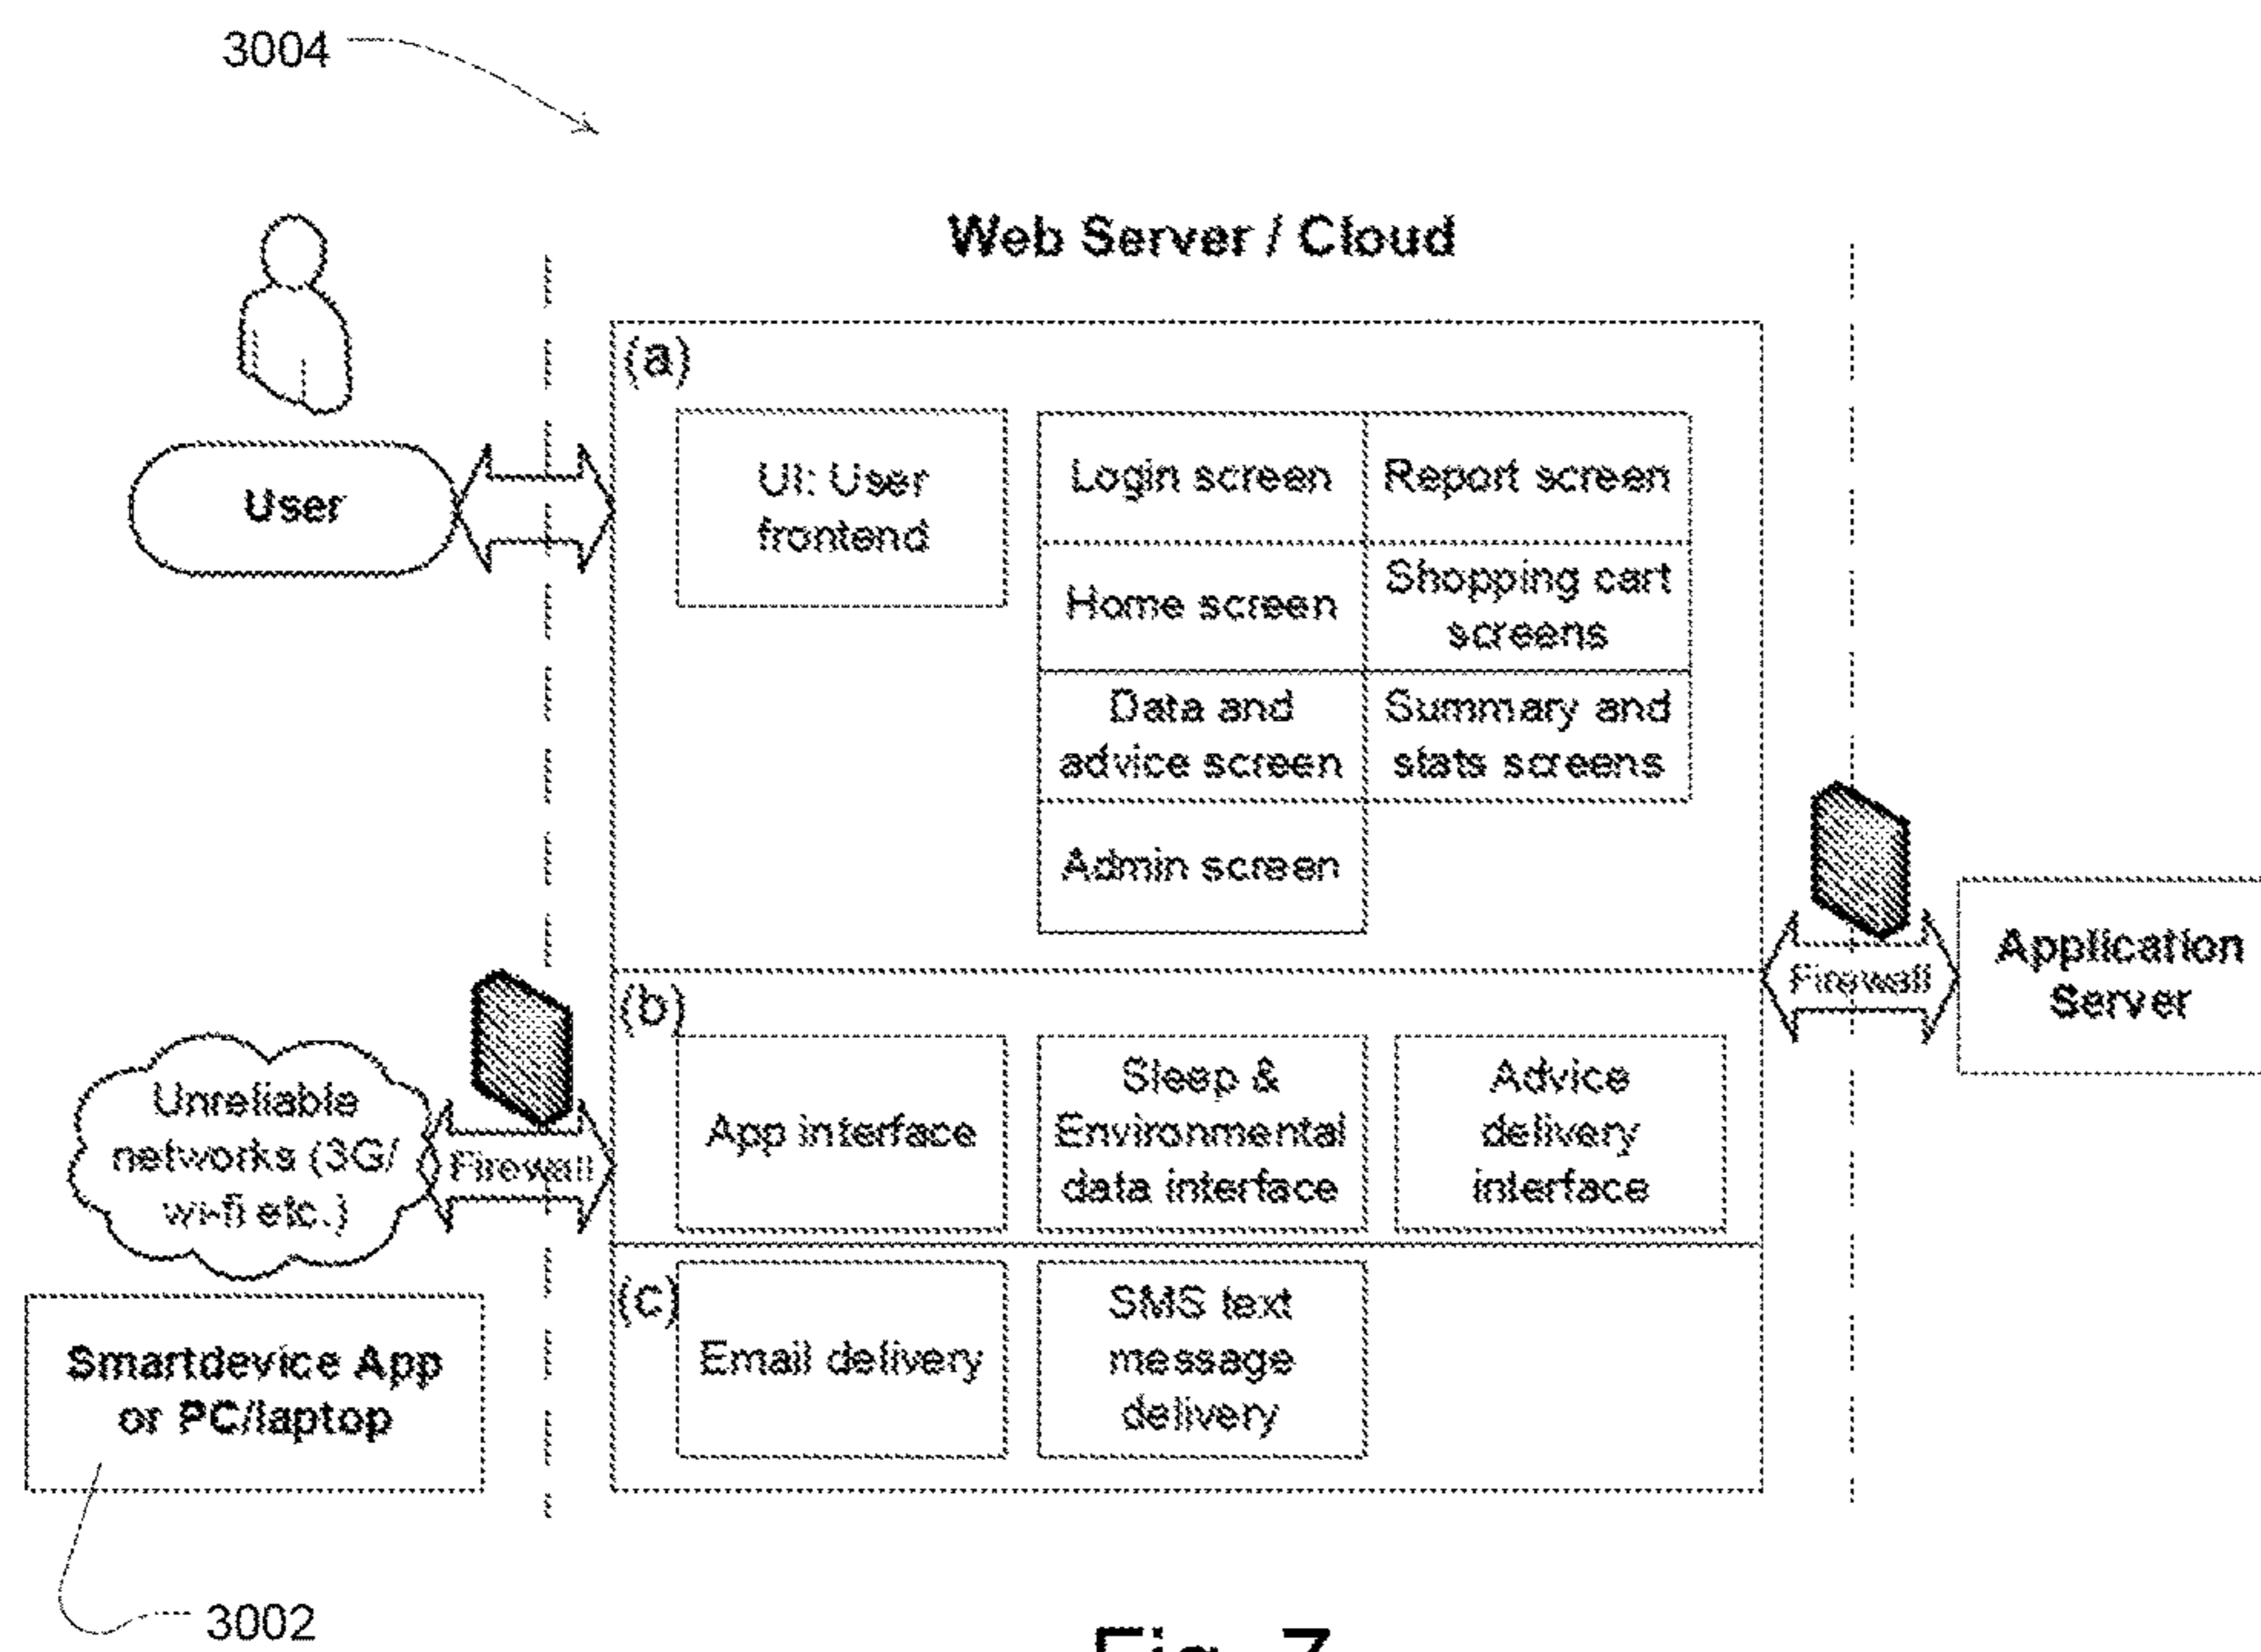 3004
Web Server / Cloud
User
(a)
UI: User
frontend
Login screen
Report screen
Home screen
Shopping cart
screens
Data and
advice screen
Summary and
stats screens
Admin screen
Firewall
Application
Server
(b)
App interface
Sleep &
Environmental
data interface
Advice
delivery
interface
Unreliable
networks (3G/
wi-fi etc.)
Firewall
(c)
Email delivery
SMS text
message
delivery
Smartdevice App
or PC/laptop
3002
Fig. 7